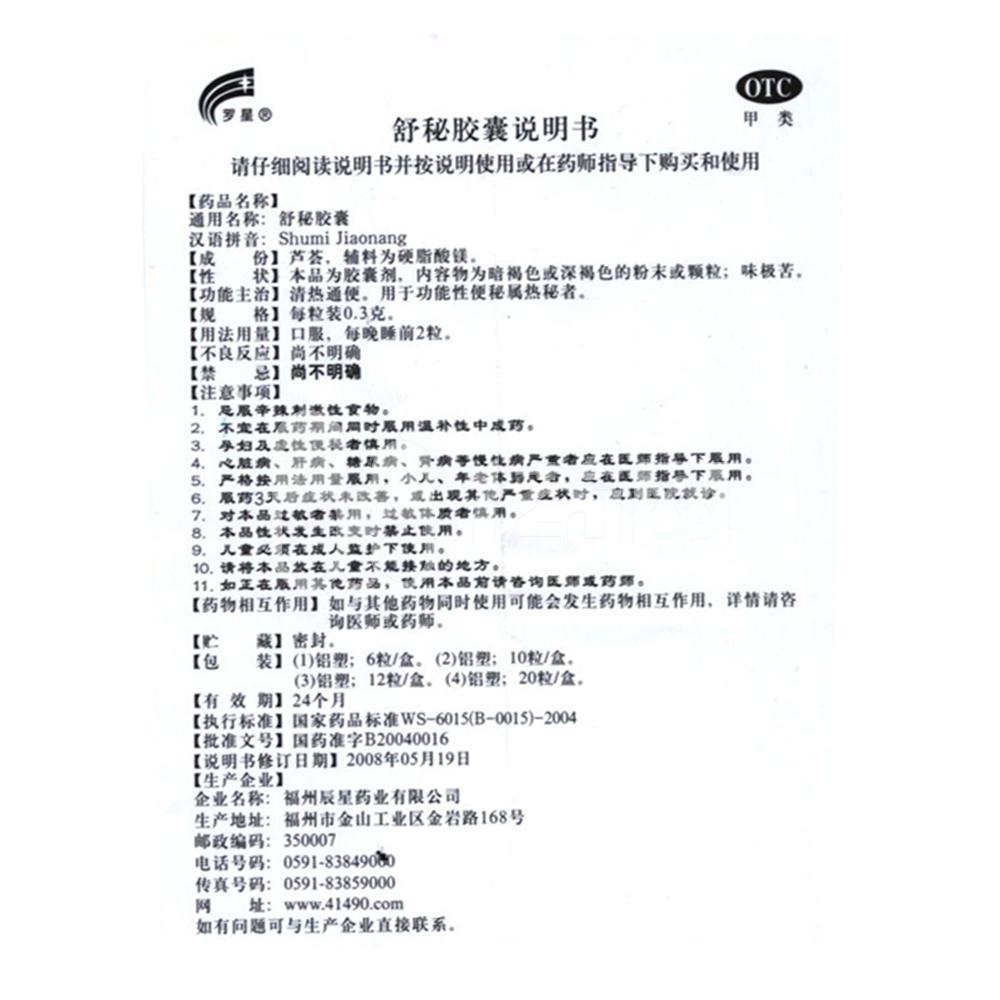 罗星®
OTC
甲 类
舒秘胶囊说明书
请仔细阅读说明书并按说明使用或在药师指导下购买和使用
【药品名称】
通用名称：舒秘胶囊
汉语拼音：Shumi Jiaonang
【成 份】芦荟，辅料为硬脂酸镁。
【性 状】本品为胶囊剂，内容物为暗褐色或深褐色的粉末或颗粒；味极苦。
【功能主治】清热通便。用于功能性便秘属热秘者。
【规 格】每粒装0.3克。
【用法用量】口服，每晚睡前2粒。
【不良反应】尚不明确
【禁 忌】尚不明确
【注意事项】
1. 忌服辛辣刺激性食物。
2. 不宜在服药期间同时服用温补性中成药。
3. 孕妇及虚性便秘者慎用。
4. 心脏病、肝病、糖尿病、肾病等慢性病严重者应在医师指导下服用。
5. 严格按用法用量服用，小儿、年老体弱患者，应在医师指导下服用。
6. 服药3天后症状未改善，或出现其他严重症状时，应到医院就诊。
7. 对本品过敏者禁用，过敏体质者慎用。
8. 本品性状发生改变时禁止使用。
9. 儿童必须在成人监护下使用。
10. 请将本品放在儿童不能接触的地方。
11. 如正在服用其他药品，使用本品前请咨询医师或药师。
【药物相互作用】如与其他药物同时使用可能会发生药物相互作用，详情请咨
询医师或药师。
【贮 藏】密封。
【包 装】(1)铝塑；6粒/盒。(2)铝塑；10粒/盒。
(3)铝塑；12粒/盒。(4)铝塑；20粒/盒。
【有 效 期】24个月
【执行标准】国家药品标准WS-6015(B-0015)-2004
【批准文号】国药准字B20040016
【说明书修订日期】2008年05月19日
【生产企业】
企业名称：福州辰星药业有限公司
生产地址：福州市金山工业区金岩路168号
邮政编码：350007
电话号码：0591-83849000
传真号码：0591-83859000
网 址：www.41490.com
如有问题可与生产企业直接联系。